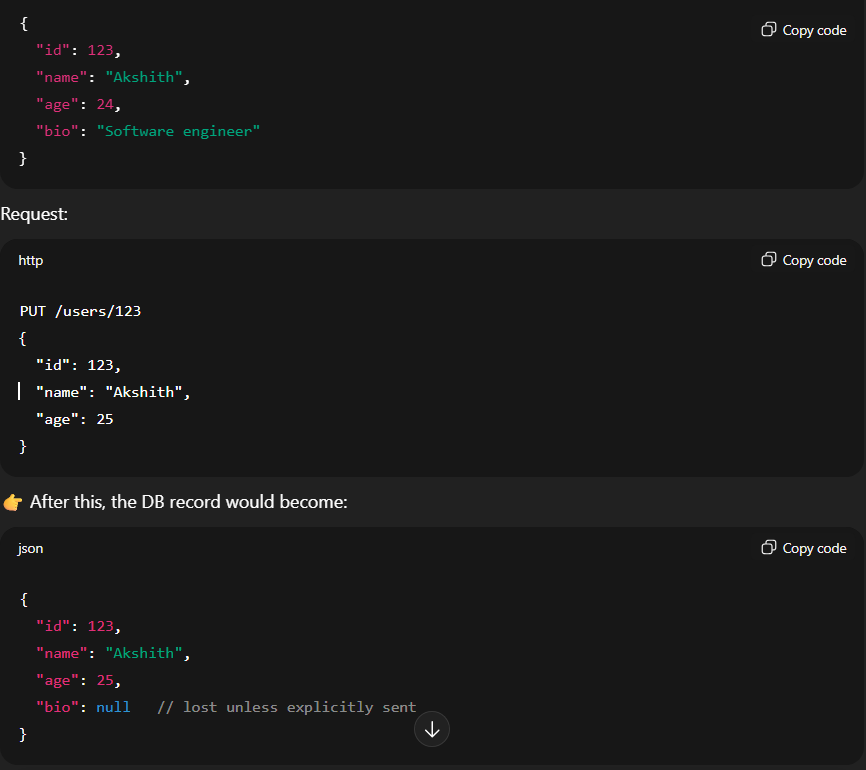 {
Copy code
"id": 123,
"name": "Akshith",
"age": 24,
"bio": "Software engineer"
}
Request:
http
Copy code
PUT /users/123
{
"id": 123,
"name": "Akshith",
"age": 25
}
👉 After this, the DB record would become:
json
Copy code
{
"id": 123,
"name": "Akshith",
"age": 25,
"bio": null // lost unless explicitly sent
}